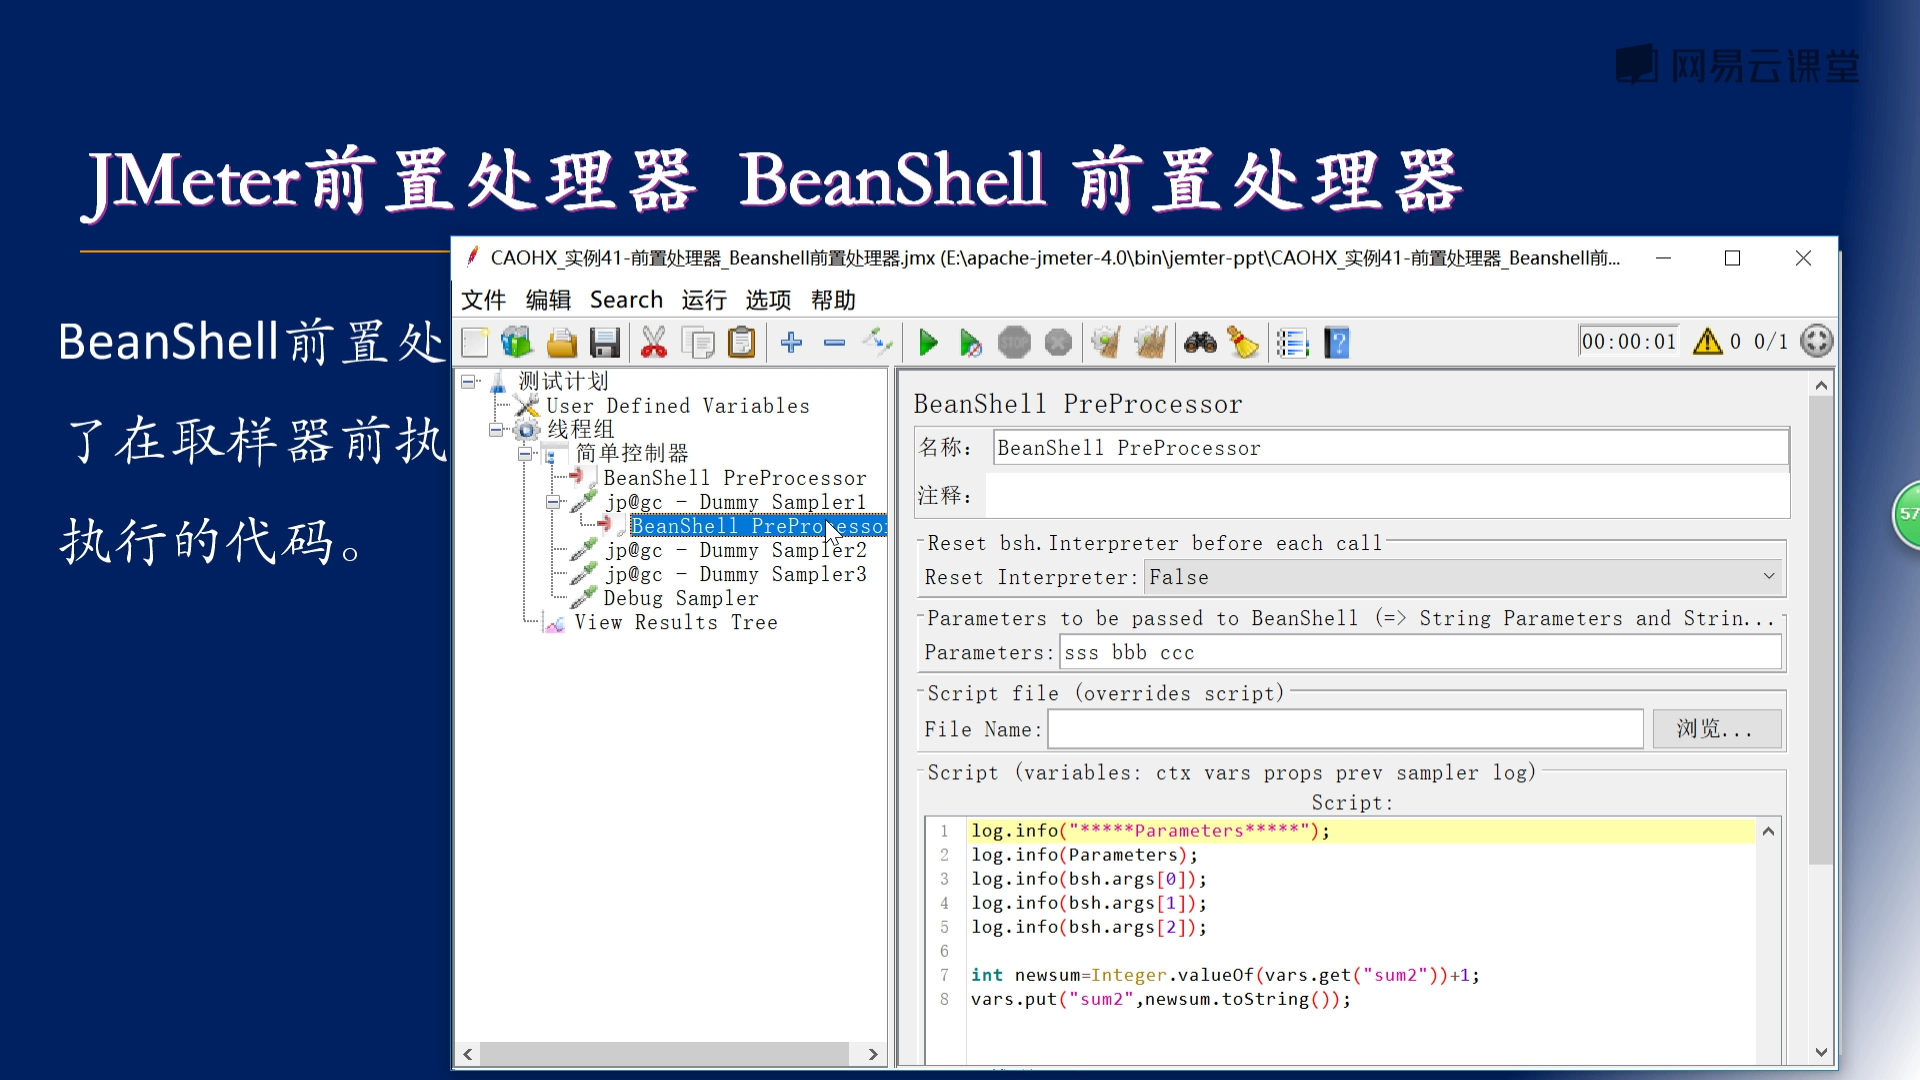 网易云课堂
JMeter前置处理器 BeanShell 前置处理器
BeanShell前置处
了在取样器前执
执行的代码。
CAOHX_实例41-前置处理器_Beanshell前置处理器.jmx (E:\apache-jmeter-4.0\bin\jemter-ppt\CAOHX_实例41-前置处理器_Beanshell前...
文件 编辑 Search 运行 选项 帮助
STOP
00:00:01 0 0/1
测试计划
User Defined Variables
线程组
简单控制器
BeanShell PreProcessor
jp@gc - Dummy Sampler1
BeanShell PreProcessor
jp@gc - Dummy Sampler2
jp@gc - Dummy Sampler3
Debug Sampler
View Results Tree
BeanShell PreProcessor
名称: BeanShell PreProcessor
注释:
Reset bsh.Interpreter before each call
Reset Interpreter: False
Parameters to be passed to BeanShell (=> String Parameters and Strin...
Parameters: sss bbb ccc
Script file (overrides script)
File Name: 浏览...
Script (variables: ctx vars props prev sampler log)
Script:
1 log.info("*****Parameters*****");
2 log.info(Parameters);
3 log.info(bsh.args[0]);
4 log.info(bsh.args[1]);
5 log.info(bsh.args[2]);
6
7 int newsum=Integer.valueOf(vars.get("sum2"))+1;
8 vars.put("sum2",newsum.toString());
57